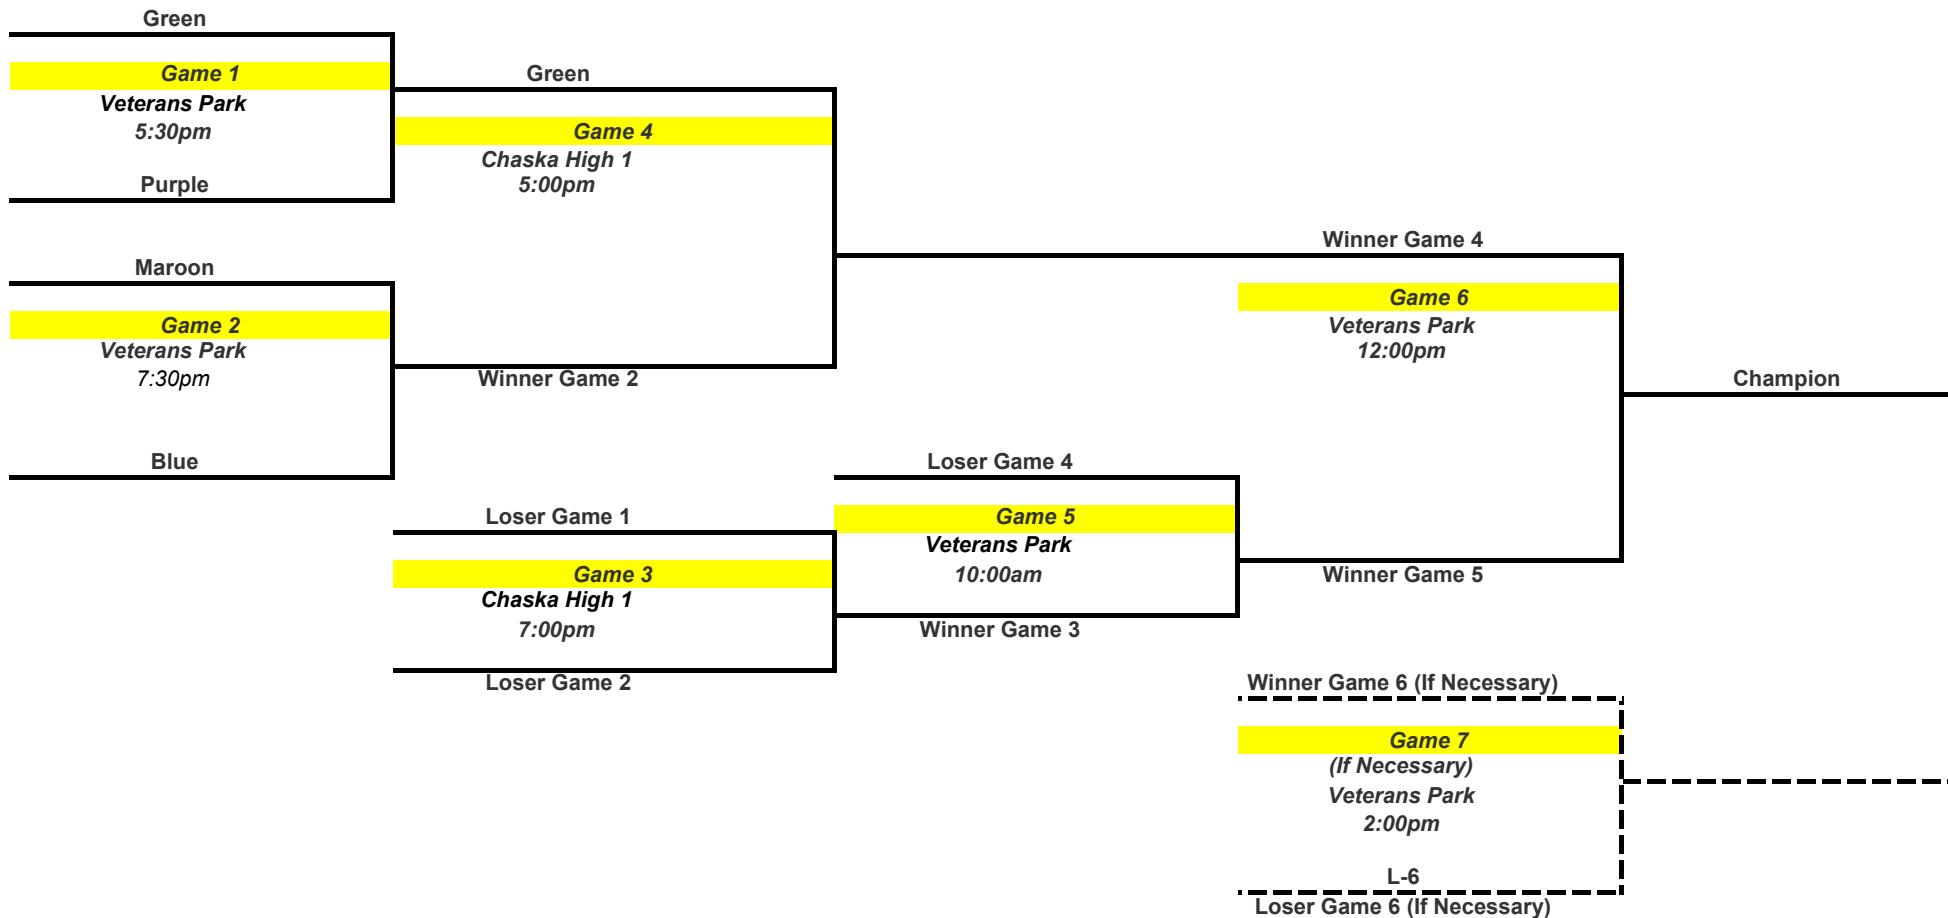 Green
Game 1
Veterans Park
5:30pm
Purple
Maroon
Game 2
Veterans Park
7:30pm
Blue
Green
Game 4
Chaska High 1
5:00pm
Winner Game 2
Loser Game 1
Game 3
Chaska High 1
7:00pm
Loser Game 2
Loser Game 4
Game 5
Veterans Park
10:00am
Winner Game 3
Winner Game 4
Game 6
Veterans Park
12:00pm
Winner Game 5
Champion
Winner Game 6 (If Necessary)
Game 7
(If Necessary)
Veterans Park
2:00pm
L-6
Loser Game 6 (If Necessary)